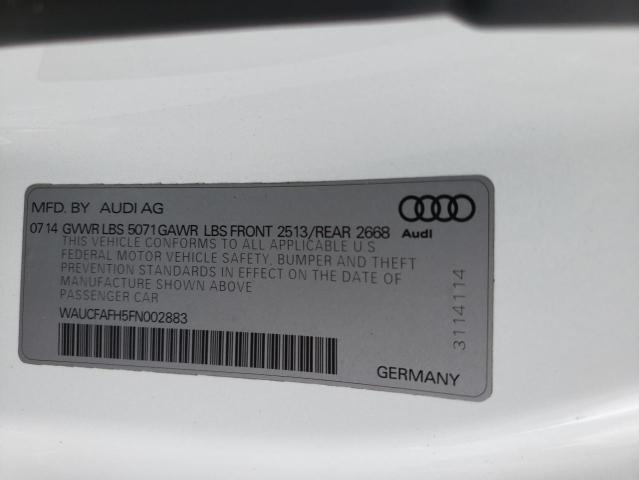 MFD. BY AUDI AG
Audi
0714 GVWR LBS 5071 GAWR LBS FRONT 2513/REAR 2668
THIS VEHICLE CONFORMS TO ALL APPLICABLE U S
FEDERAL MOTOR VEHICLE SAFETY, BUMPER AND THEFT
PREVENTION STANDARDS IN EFFECT ON THE DATE OF
MANUFACTURE SHOWN ABOVE
PASSENGER CAR
WAUCFAFH5FN002883
3114114
GERMANY